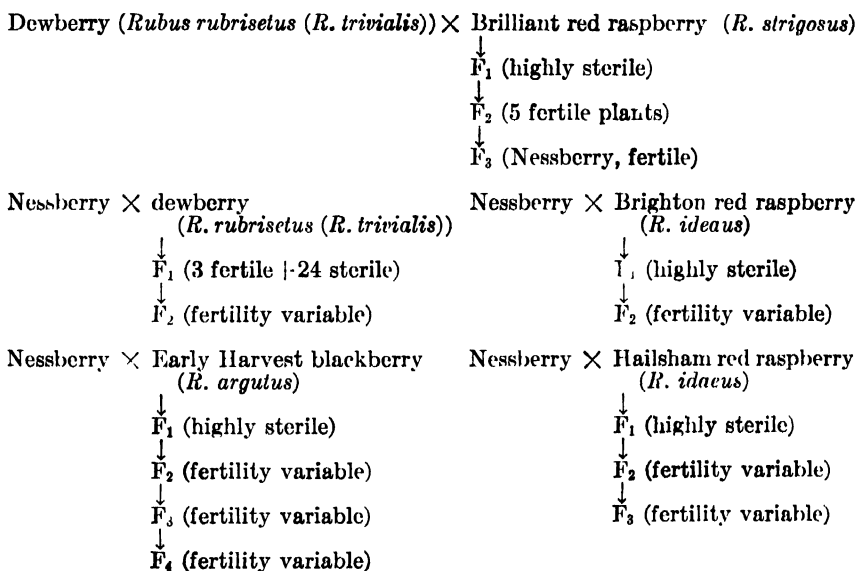 Dewberry (Rubus rubrisetus (R. trivialis)) × Brilliant red raspberry (R. strigosus)
F₁ (highly sterile)
F₂ (5 fertile plants)
F₃ (Nessberry, fertile)
Nessberry × dewberry
(R. rubrisetus (R. trivialis))
F₁ (3 fertile + 24 sterile)
F₂ (fertility variable)
Nessberry × Brighton red raspberry
(R. ideaus)
F₁ (highly sterile)
F₂ (fertility variable)
Nessberry × Early Harvest blackberry
(R. argutus)
F₁ (highly sterile)
F₂ (fertility variable)
F₃ (fertility variable)
F₄ (fertility variable)
Nessberry × Hailsham red raspberry
(R. idaeus)
F₁ (highly sterile)
F₂ (fertility variable)
F₃ (fertility variable)